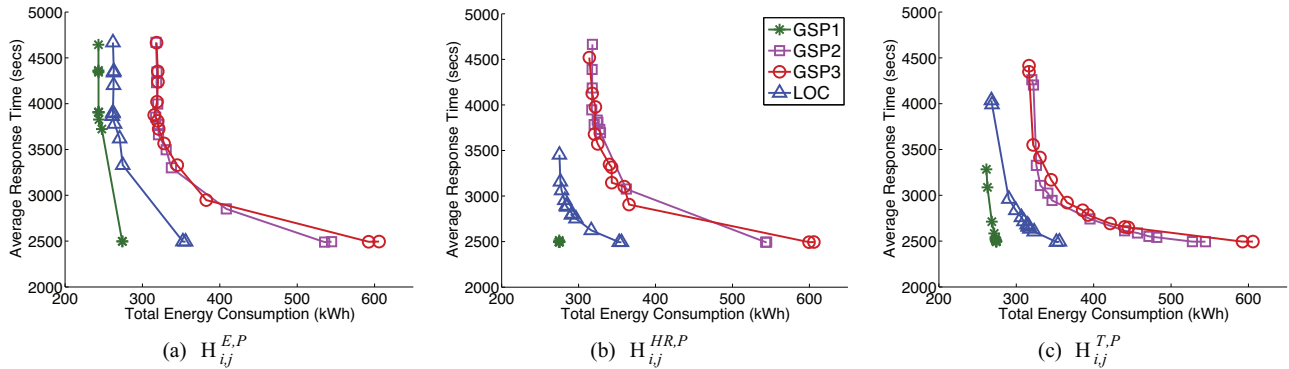 5000
4500
4000
3500
3000
2500
2000
200
300
400
500
600
Average Response Time (secs)
Total Energy Consumption (kWh)
(a) H_{i,j}^{E,P}
5000
4500
4000
3500
3000
2500
2000
200
300
400
500
600
Average Response Time (secs)
Total Energy Consumption (kWh)
GSP1
GSP2
GSP3
LOC
(b) H_{i,j}^{HR,P}
5000
4500
4000
3500
3000
2500
2000
200
300
400
500
600
Average Response Time (secs)
Total Energy Consumption (kWh)
(c) H_{i,j}^{T,P}